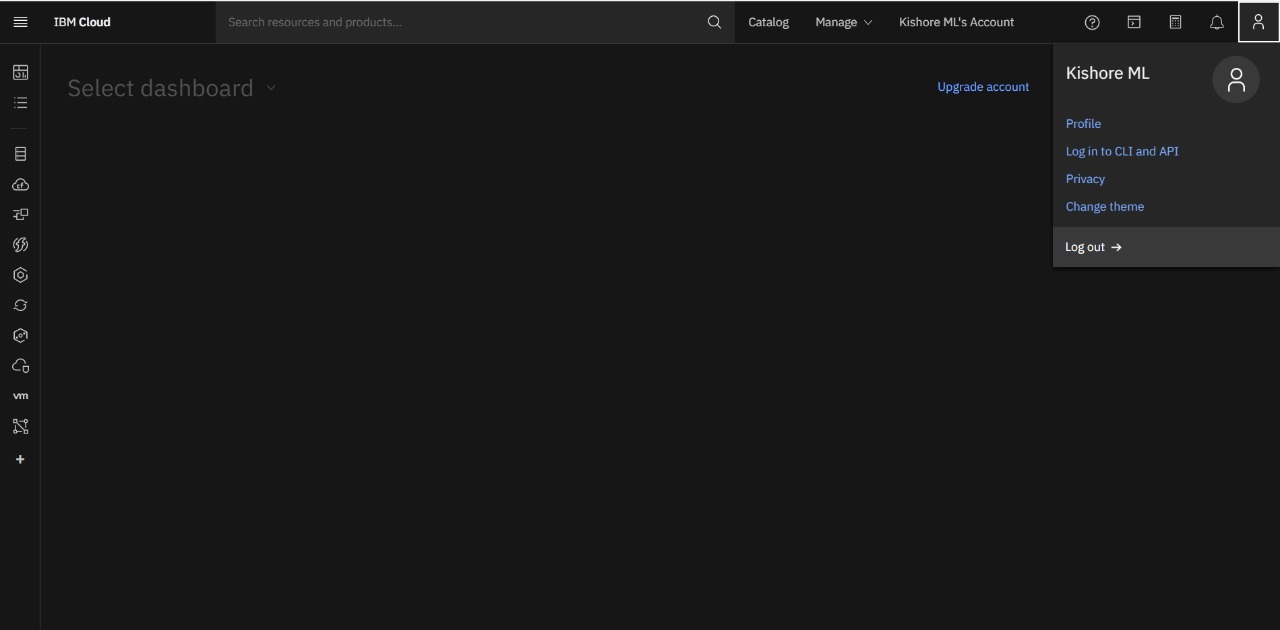 IBM Cloud
Search resources and products...
Catalog
Manage
Kishore ML's Account
Kishore ML
Select dashboard
Upgrade account
Profile
Log in to CLI and API
Privacy
Change theme
Log out →
vm
+